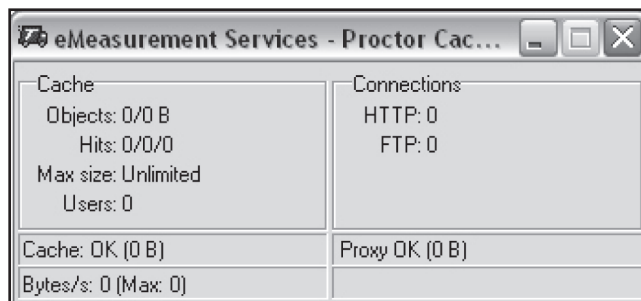 eMeasurement Services - Proctor Cac...
Cache
Objects: 0/0 B
Hits: 0/0/0
Max size: Unlimited
Users: 0
Connections
HTTP: 0
FTP: 0
Cache: OK (0 B)
Proxy OK (0 B)
Bytes/s: 0 (Max: 0)